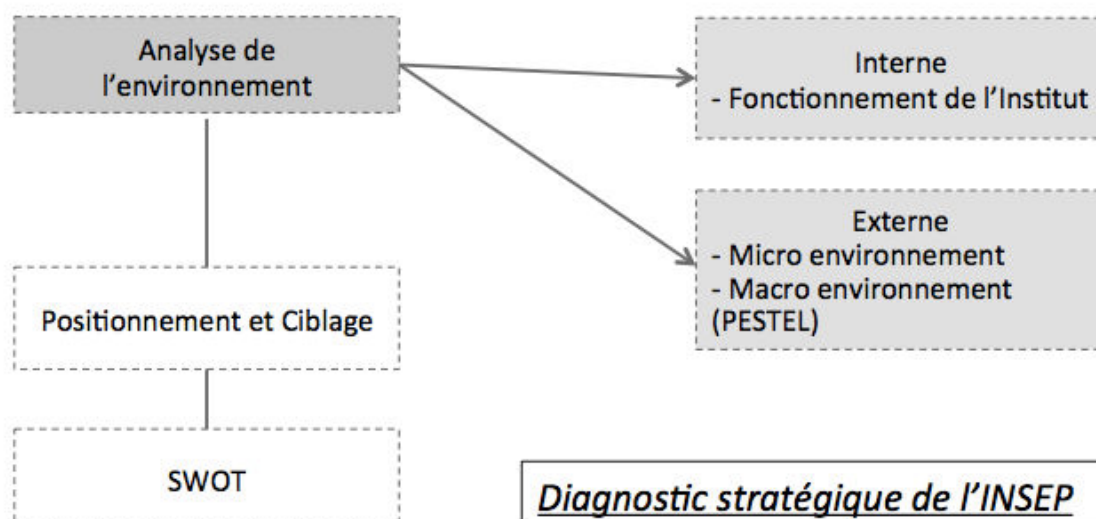 Analyse de
l'environnement
Interne
- Fonctionnement de l'Institut
Externe
- Micro environnement
- Macro environnement
(PESTEL)
Positionnement et Ciblage
SWOT
Diagnostic stratégique de l'INSEP